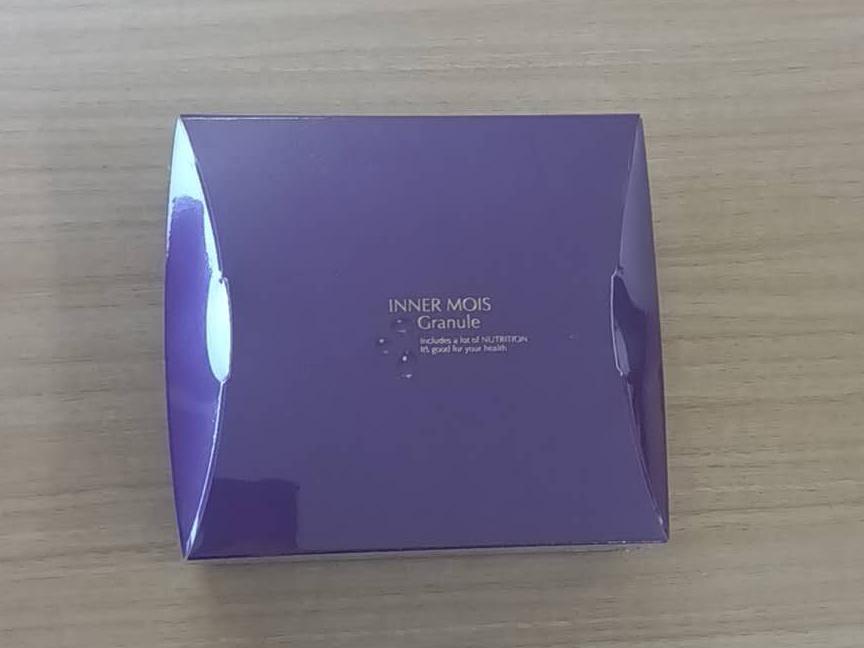 INNER MOIS
Granule
Includes a lot of NUTRITION
It's good for your health